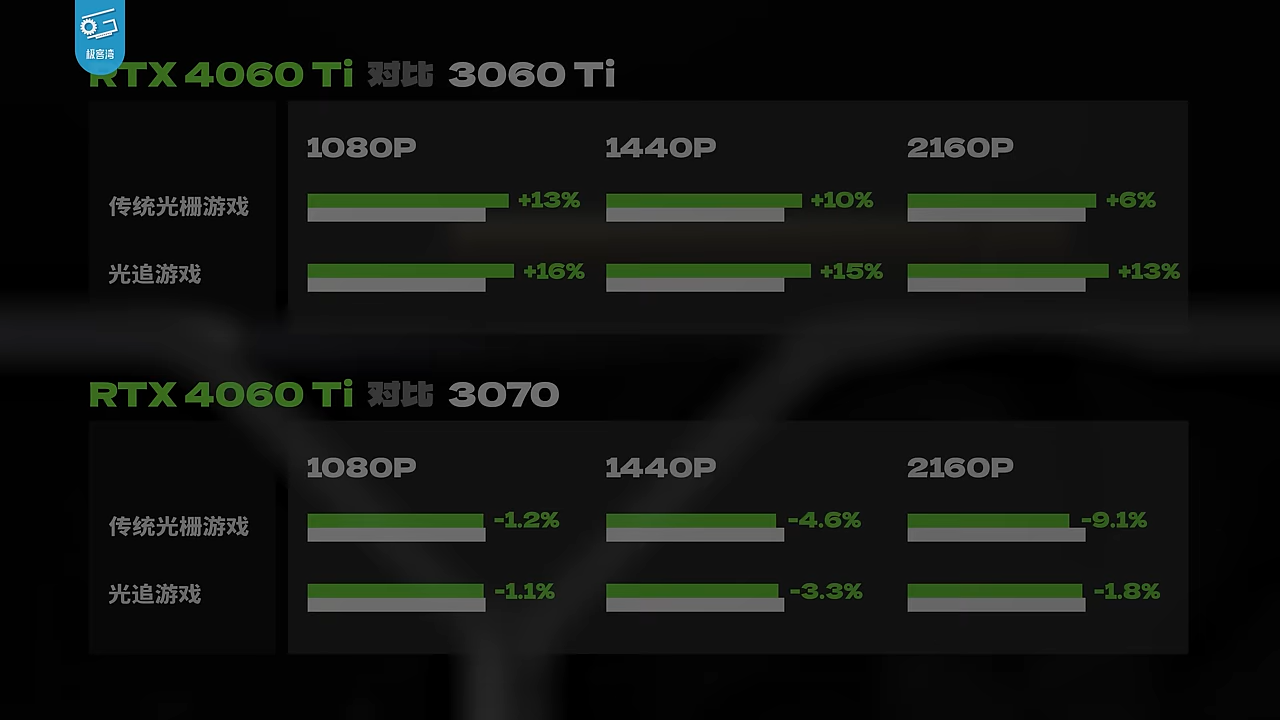 极客湾
RTX 4060 Ti 对比 3060 Ti
1080P 1440P 2160P
传统光栅游戏 +13% +10% +6%
光追游戏 +16% +15% +13%
RTX 4060 Ti 对比 3070
1080P 1440P 2160P
传统光栅游戏 -1.2% -4.6% -9.1%
光追游戏 -1.1% -3.3% -1.8%